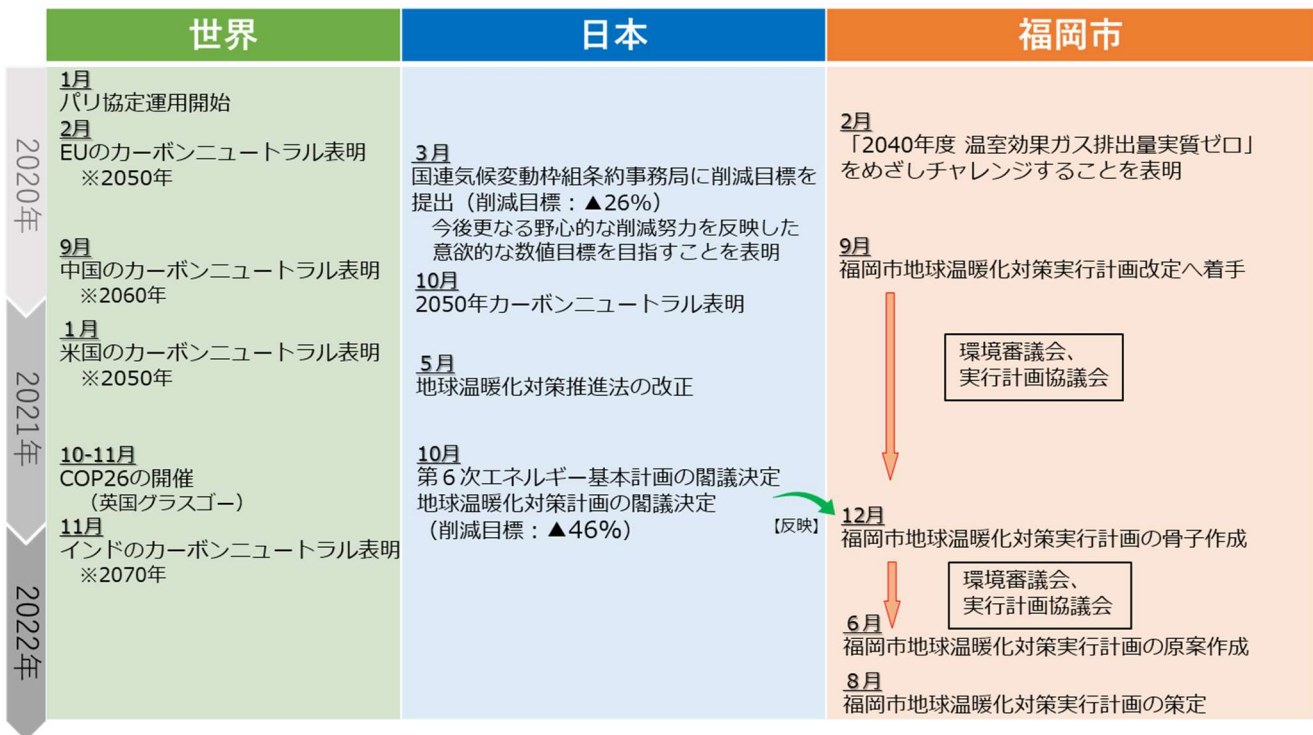 世界
日本
福岡市
2020年
2021年
2022年
1月
パリ協定運用開始
2月
EUのカーボンニュートラル表明
※2050年
9月
中国のカーボンニュートラル表明
※2060年
1月
米国のカーボンニュートラル表明
※2050年
10-11月
COP26の開催
（英国グラスゴー）
11月
インドのカーボンニュートラル表明
※2070年
3月
国連気候変動枠組条約事務局に削減目標を
提出（削減目標：▲26%）
今後更なる野心的な削減努力を反映した
意欲的な数値目標を目指すことを表明
10月
2050年カーボンニュートラル表明
5月
地球温暖化対策推進法の改正
10月
第６次エネルギー基本計画の閣議決定
地球温暖化対策計画の閣議決定
（削減目標：▲46%）
【反映】
2月
「2040年度 温室効果ガス排出量実質ゼロ」
をめざしチャレンジすることを表明
9月
福岡市地球温暖化対策実行計画改定へ着手
環境審議会、
実行計画協議会
12月
福岡市地球温暖化対策実行計画の骨子作成
環境審議会、
実行計画協議会
６月
福岡市地球温暖化対策実行計画の原案作成
８月
福岡市地球温暖化対策実行計画の策定